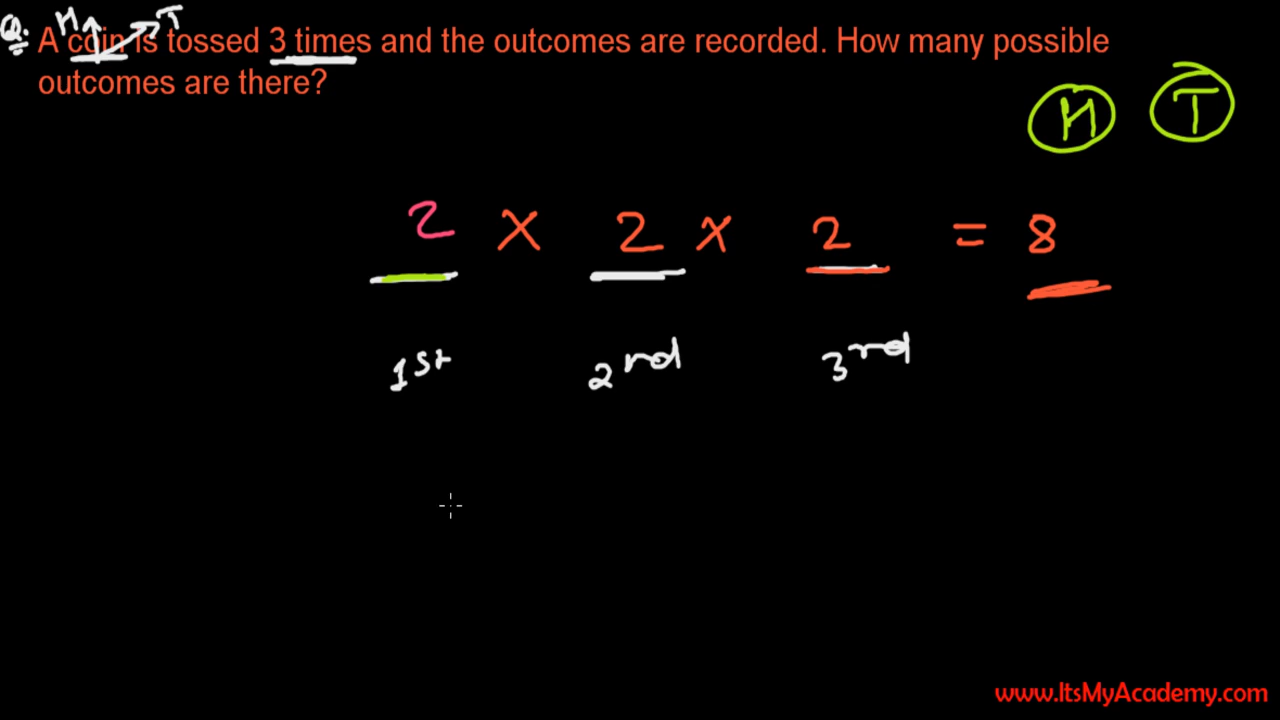 Q. H T
A coin is tossed 3 times and the outcomes are recorded. How many possible
outcomes are there?
H T
2 × 2 × 2 = 8
1st 2nd 3rd
www.ItsMyAcademy.com